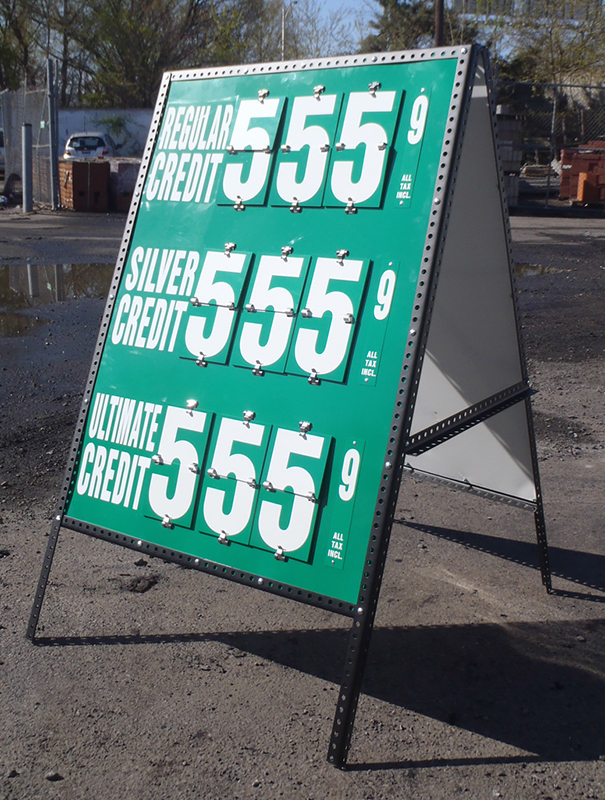 REGULAR
CREDIT
555 9
ALL
TAX
INCL.
SILVER
CREDIT
555 9
ALL
TAX
INCL.
ULTIMATE
CREDIT
555 9
ALL
TAX
INCL.